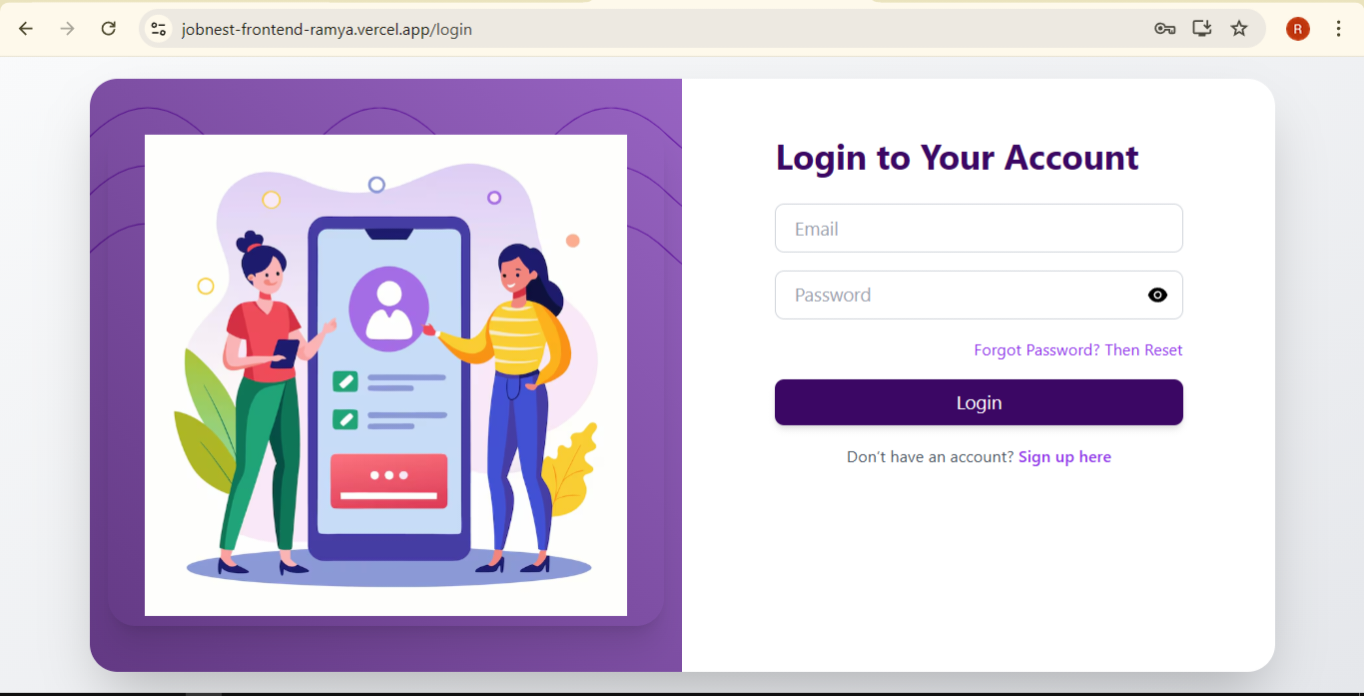 jobnest-frontend-ramya.vercel.app/login
R
Login to Your Account
Email
Password
Forgot Password? Then Reset
Login
Don't have an account? Sign up here